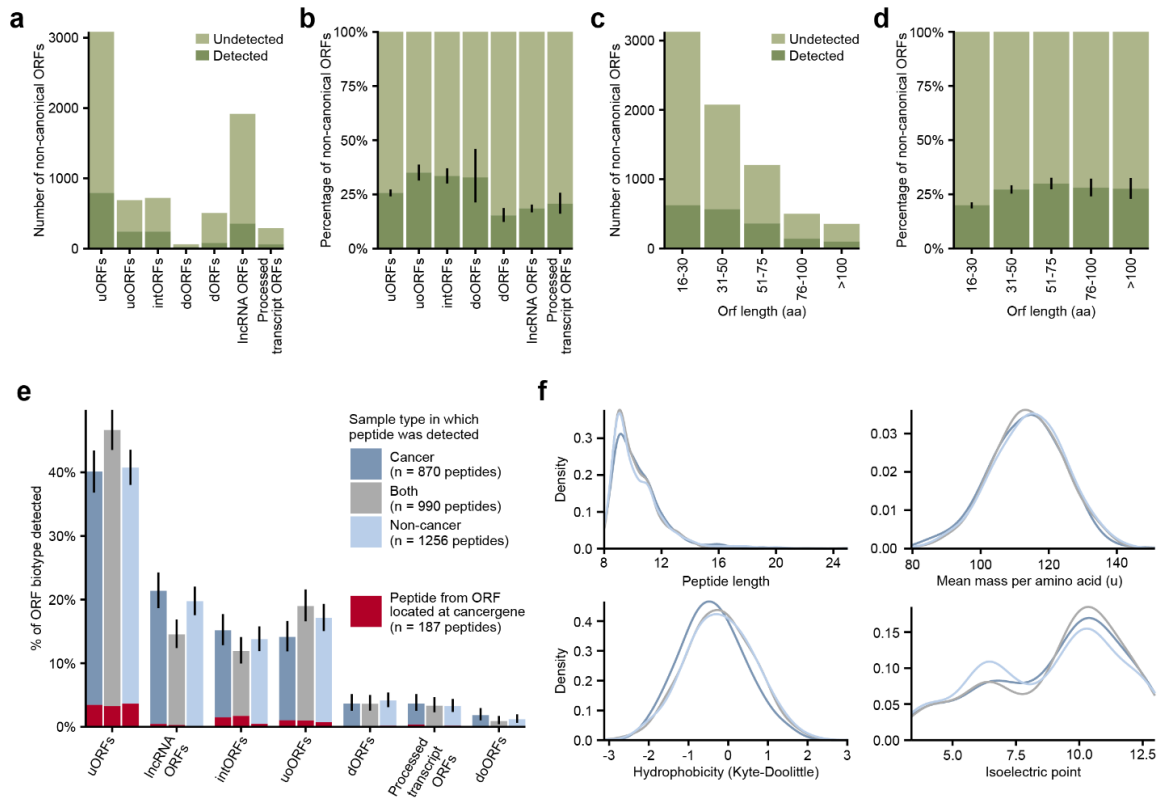 a
Number of non-canonical ORFs
3000
2000
1000
0
Undetected
Detected
uORFs
uoORFs
intORFs
doORFs
dORFs
lncRNA ORFs
Processed
transcript ORFs
b
Percentage of non-canonical ORFs
100%
75%
50%
25%
0%
uORFs
uoORFs
intORFs
doORFs
dORFs
lncRNA ORFs
Processed
transcript ORFs
c
Number of non-canonical ORFs
3000
2000
1000
0
Undetected
Detected
16-30
31-50
51-75
76-100
>100
Orf length (aa)
d
Percentage of non-canonical ORFs
100%
75%
50%
25%
0%
16-30
31-50
51-75
76-100
>100
Orf length (aa)
e
% of ORF biotype detected
40%
30%
20%
10%
0%
Sample type in which
peptide was detected
Cancer
(n = 870 peptides)
Both
(n = 990 peptides)
Non-cancer
(n = 1256 peptides)
Peptide from ORF
located at cancergene
(n = 187 peptides)
uORFs
lncRNA
ORFs
intORFs
uoORFs
dORFs
Processed
transcript
ORFs
doORFs
f
Density
0.3
0.2
0.1
0.0
8
12
16
20
24
Peptide length
0.03
0.02
0.01
0.00
80
100
120
140
Mean mass per amino acid (u)
Density
0.4
0.3
0.2
0.1
0.0
-3
-2
-1
0
1
2
3
Hydrophobicity (Kyte-Doolittle)
0.15
0.10
0.05
0.00
5.0
7.5
10.0
12.5
Isoelectric point